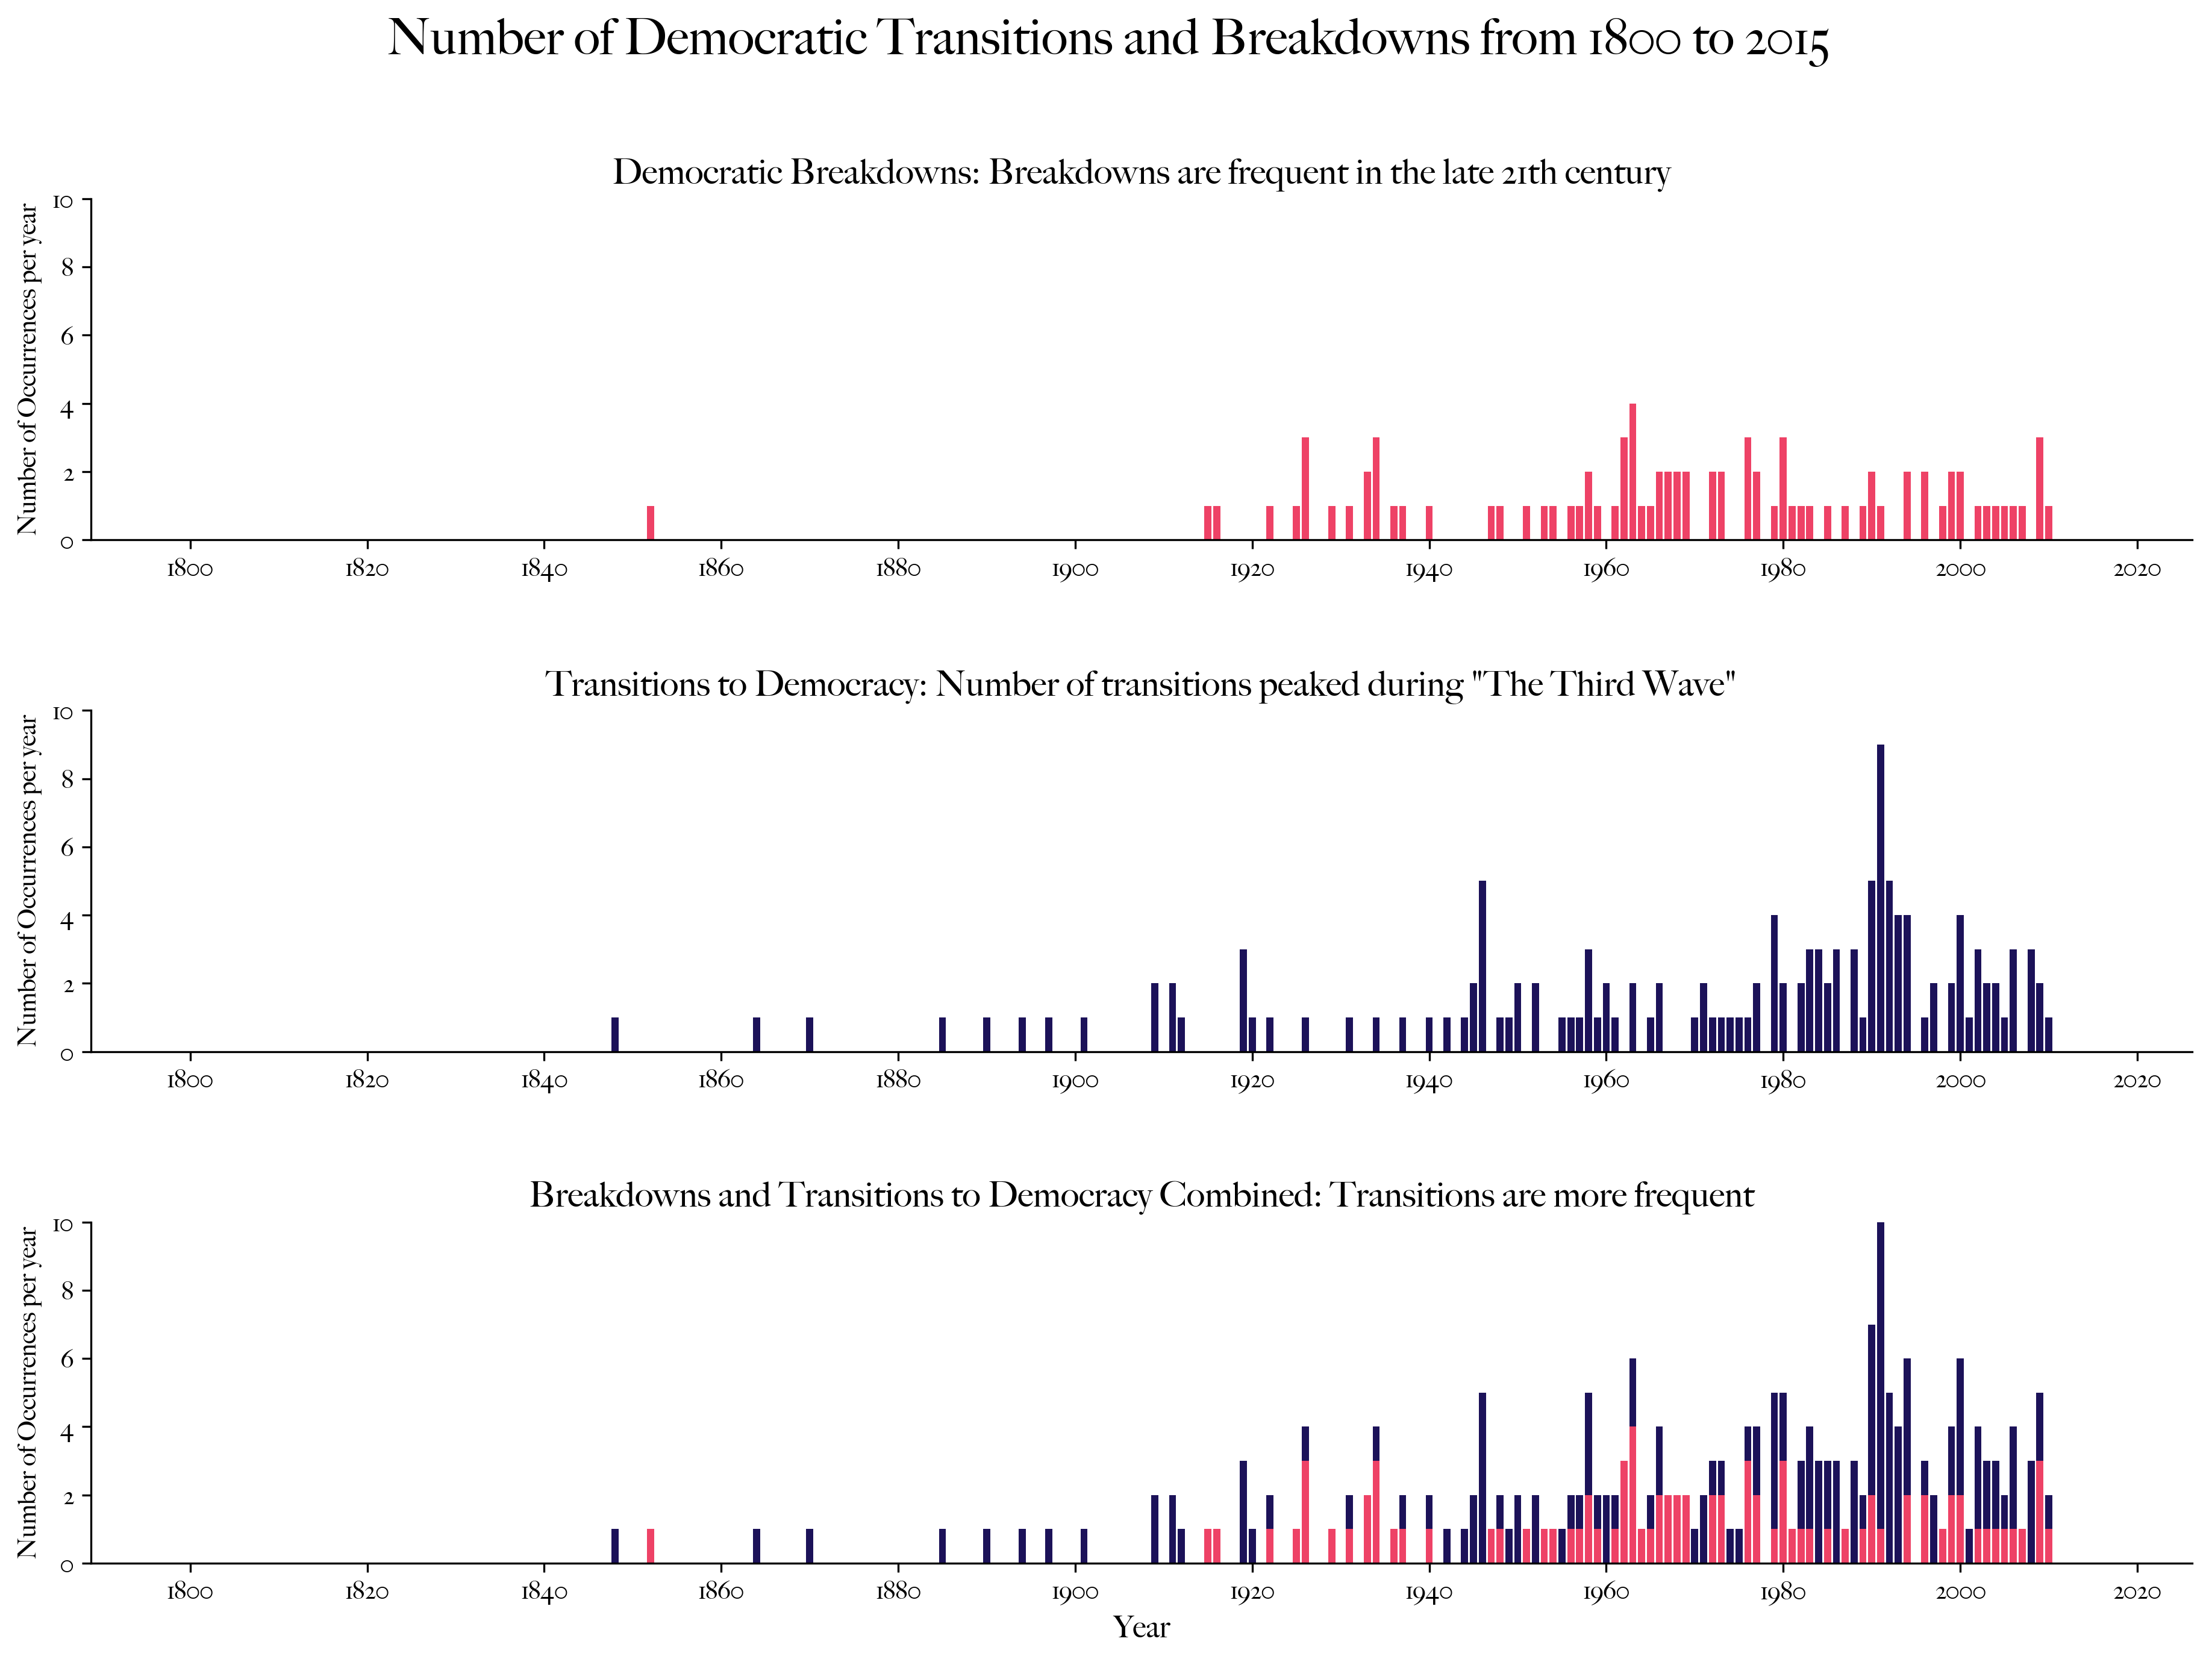 Number of Democratic Transitions and Breakdowns from 1800 to 2015
Democratic Breakdowns: Breakdowns are frequent in the late 21th century
Number of Occurrences per year
10
8
6
4
2
0
1800 1820 1840 1860 1880 1900 1920 1940 1960 1980 2000 2020
Transitions to Democracy: Number of transitions peaked during "The Third Wave"
Number of Occurrences per year
10
8
6
4
2
0
1800 1820 1840 1860 1880 1900 1920 1940 1960 1980 2000 2020
Breakdowns and Transitions to Democracy Combined: Transitions are more frequent
Number of Occurrences per year
10
8
6
4
2
0
1800 1820 1840 1860 1880 1900 1920 1940 1960 1980 2000 2020
Year